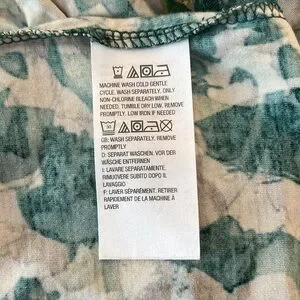 MACHINE WASH COLD GENTLE
CYCLE. WASH SEPARATELY. ONLY
NON-CHLORINE BLEACH WHEN
NEEDED. TUMBLE DRY LOW. REMOVE
PROMPTLY. LOW IRON IF NEEDED
GB: WASH SEPARATELY. REMOVE
PROMPTLY
D: SEPARAT WASCHEN. VOR DER
WÄSCHE ENTFERNEN
I: LAVARE SEPARATAMENTE.
RIMUOVERE SUBITO DOPO IL
LAVAGGIO
F: LAVER SÉPARÉMENT. RETIRER
RAPIDEMENT DE LA MACHINE À
LAVER